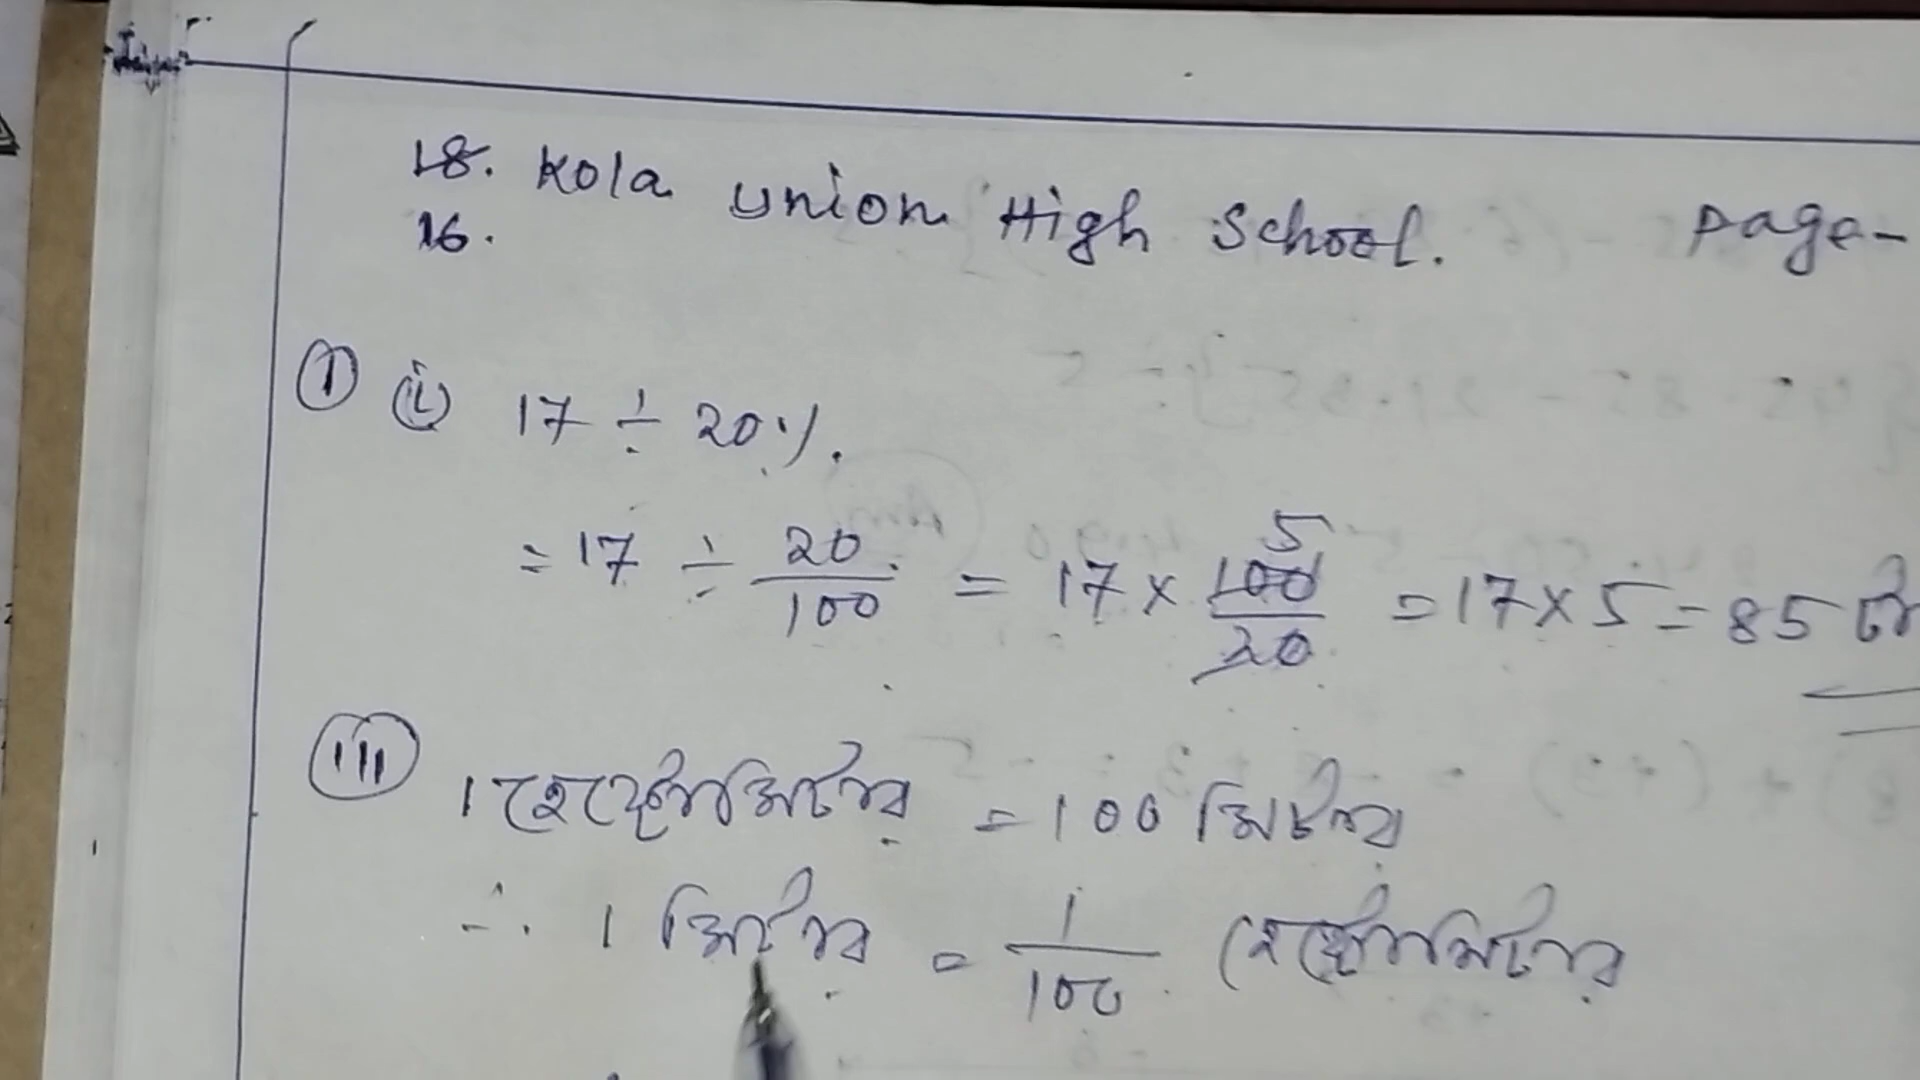 18. Kola Union High School. Page-
16.
① (i) 17 ÷ 20%.
= 17 ÷ 20/100 = 17 × 100/20 5 = 17 × 5 = 85
(iii) 1 হেক্টোমিটার = 100 মিটার
∴ 1 মিটার = 1/100 হেক্টোমিটার